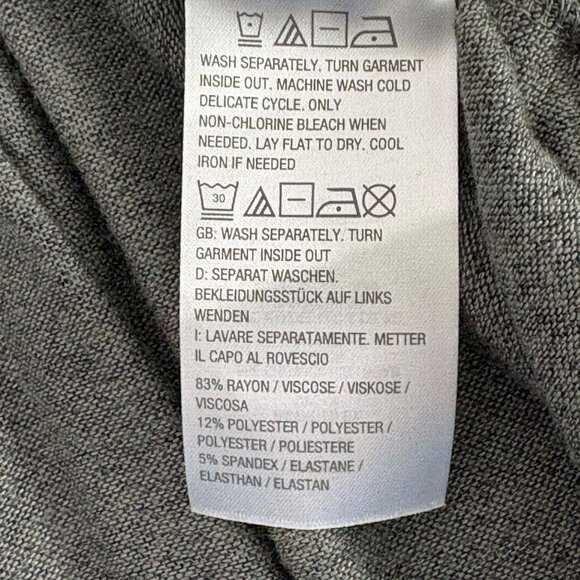 WASH SEPARATELY. TURN GARMENT
INSIDE OUT. MACHINE WASH COLD
DELICATE CYCLE. ONLY
NON-CHLORINE BLEACH WHEN
NEEDED. LAY FLAT TO DRY. COOL
IRON IF NEEDED
30
GB: WASH SEPARATELY. TURN
GARMENT INSIDE OUT
D: SEPARAT WASCHEN.
BEKLEIDUNGSSTÜCK AUF LINKS
WENDEN
I: LAVARE SEPARATAMENTE. METTER
IL CAPO AL ROVESCIO
83% RAYON / VISCOSE / VISKOSE /
VISCOSA
12% POLYESTER / POLYESTER /
POLYESTER / POLIESTERE
5% SPANDEX / ELASTANE /
ELASTHAN / ELASTAN